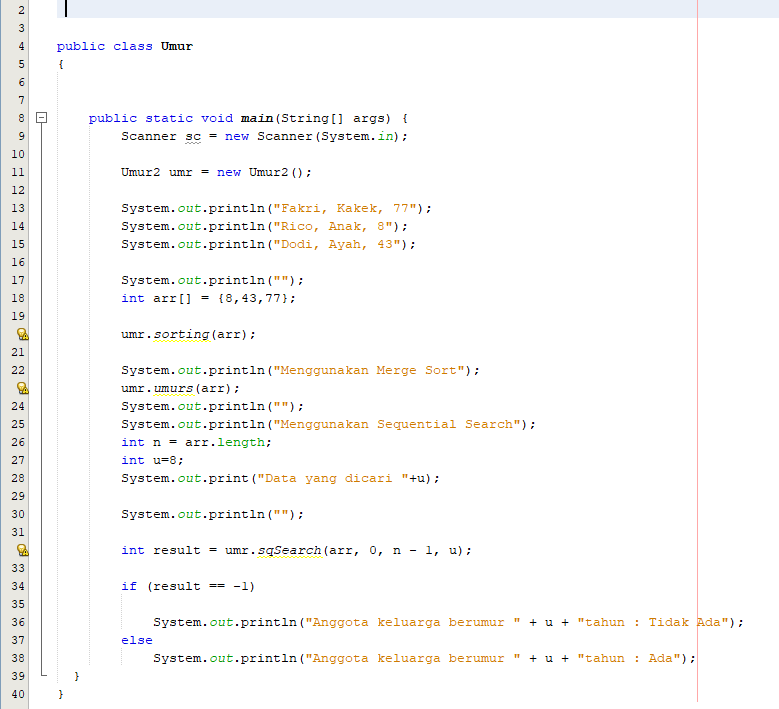 2
3
4 public class Umur
5 {
6
7
8 public static void main(String[] args) {
9 Scanner sc = new Scanner(System.in);
10
11 Umur2 umr = new Umur2();
12
13 System.out.println("Fakri, Kakek, 77");
14 System.out.println("Rico, Anak, 8");
15 System.out.println("Dodi, Ayah, 43");
16
17 System.out.println("");
18 int arr[] = {8,43,77};
19
umr.sorting(arr);
21
22 System.out.println("Menggunakan Merge Sort");
umr.umurs(arr);
24 System.out.println("");
25 System.out.println("Menggunakan Sequential Search");
26 int n = arr.length;
27 int u=8;
28 System.out.print("Data yang dicari "+u);
29
30 System.out.println("");
31
int result = umr.sqSearch(arr, 0, n - 1, u);
33
34 if (result == -1)
35
36 System.out.println("Anggota keluarga berumur " + u + "tahun : Tidak Ada");
37 else
38 System.out.println("Anggota keluarga berumur " + u + "tahun : Ada");
39 }
40 }